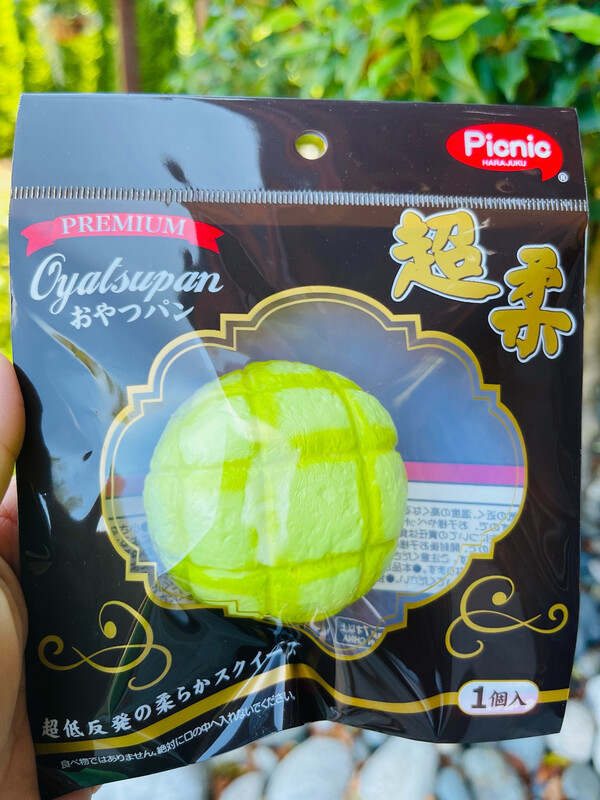 Picnic
HARAJUKU
®
PREMIUM
Oyatsupan
おやつパン
超柔
超低反発の柔らかスクイーズ
1個入
食べ物ではありません。絶対に口の中へ入れないでください。